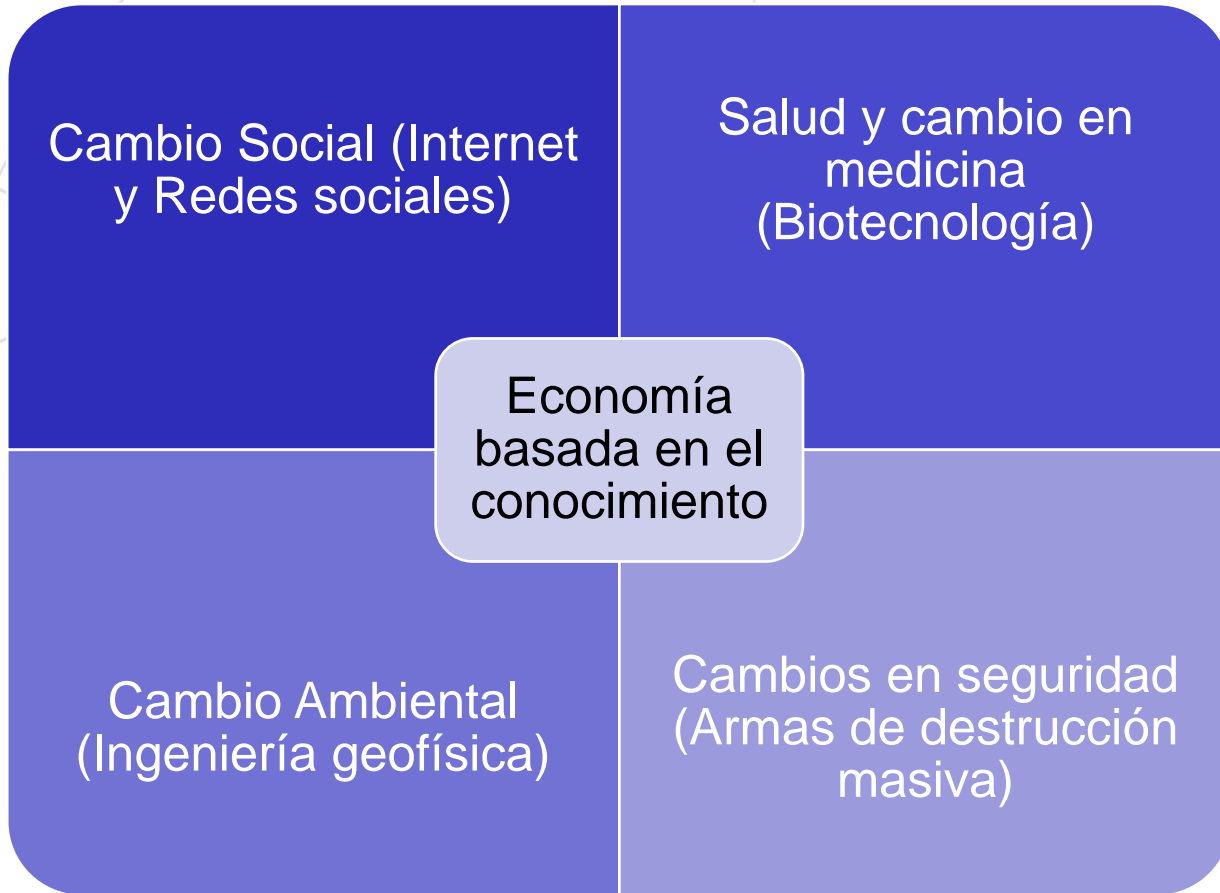 Cambio Social (Internet
y Redes sociales)
Salud y cambio en
medicina
(Biotecnología)
Economía
basada en el
conocimiento
Cambio Ambiental
(Ingeniería geofísica)
Cambios en seguridad
(Armas de destrucción
masiva)